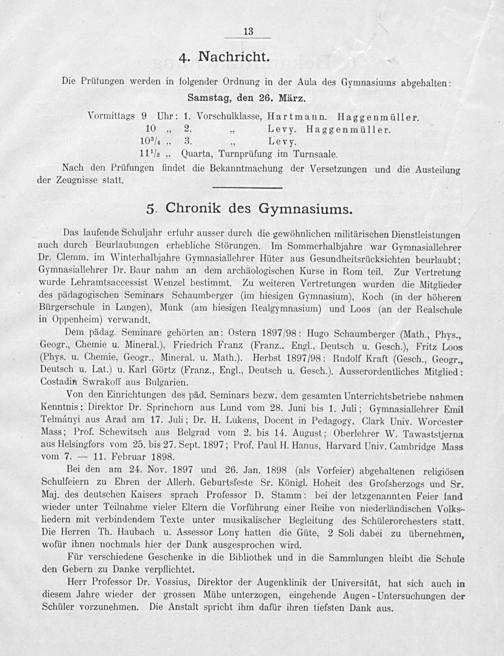 13
4. Nachricht.
Die Prüfungen werden in folgender Ordnung in der Aula des Gymnasiums abgehalten:
Samstag, den 26. März.
Vormittags 9 Uhr: 1. Vorschulklasse, Hartmann. Haggenmüller.
10 „ 2. „ Levy. Haggenmüller.
10³/₄ „ 3. „ Levy.
11¹/₂ „ Quarta, Turnprüfung im Turnsaale.
Nach den Prüfungen findet die Bekanntmachung der Versetzungen und die Austeilung
der Zeugnisse statt.
5. Chronik des Gymnasiums.
Das laufende Schuljahr erfuhr ausser durch die gewöhnlichen militärischen Dienstleistungen
auch durch Beurlaubungen erhebliche Störungen. Im Sommerhalbjahre war Gymnasiallehrer
Dr. Clemm. im Winterhalbjahre Gymnasiallehrer Hüter aus Gesundheitsrücksichten beurlaubt;
Gymnasiallehrer Dr. Baur nahm an dem archäologischen Kurse in Rom teil. Zur Vertretung
wurde Lehramtsaccessist Wenzel bestimmt. Zu weiteren Vertretungen wurden die Mitglieder
des pädagogischen Seminars Schaumberger (im hiesigen Gymnasium), Koch (in der höheren
Bürgerschule in Langen), Munk (am hiesigen Realgymnasium) und Loos (an der Realschule
in Oppenheim) verwandt.
Dem pädag. Seminare gehörten an: Ostern 1897/98: Hugo Schaumberger (Math., Phys.,
Geogr., Chemie u. Mineral.), Friedrich Franz (Franz.. Engl., Deutsch u. Gesch.), Fritz Loos
(Phys. u. Chemie, Geogr., Mineral. u. Math.). Herbst 1897/98: Rudolf Kraft (Gesch., Geogr.,
Deutsch u. Lat.) u. Karl Görtz (Franz., Engl., Deutsch u. Gesch.). Ausserordentliches Mitglied:
Costadin Swrakoff aus Bulgarien.
Von den Einrichtungen des päd. Seminars bezw. dem gesamten Unterrichtsbetriebe nahmen
Kenntnis: Direktor Dr. Sprinchorn aus Lund vom 28. Juni bis 1. Juli; Gymnasiallehrer Emil
Telmányi aus Arad am 17. Juli; Dr. H. Lukens, Docent in Pedagogy, Clark Univ. Worcester
Mass; Prof. Schewitsch aus Belgrad vom 2. bis 14. August; Oberlehrer W. Tawaststjerna
aus Helsingfors vom 25. bis 27. Sept. 1897; Prof. Paul H. Hanus, Harvard Univ. Cambridge Mass
vom 7. — 11. Februar 1898.
Bei den am 24. Nov. 1897 und 26. Jan. 1898 (als Vorfeier) abgehaltenen religiösen
Schulfeiern zu Ehren der Allerh. Geburtsfeste Sr. Königl. Hoheit des Grofsherzogs und Sr.
Maj. des deutschen Kaisers sprach Professor D. Stamm: bei der letzgenannten Feier fand
wieder unter Teilnahme vieler Eltern die Vorführung einer Reihe von niederländischen Volks-
liedern mit verbindendem Texte unter musikalischer Begleitung des Schülerorchesters statt.
Die Herren Th. Haubach u. Assessor Lony hatten die Güte, 2 Soli dabei zu übernehmen,
wofür ihnen nochmals hier der Dank ausgesprochen wird.
Für verschiedene Geschenke in die Bibliothek und in die Sammlungen bleibt die Schule
den Gebern zu Danke verpflichtet.
Herr Professor Dr. Vossius, Direktor der Augenklinik der Universität, hat sich auch in
diesem Jahre wieder der grossen Mühe unterzogen, eingehende Augen-Untersuchungen der
Schüler vorzunehmen. Die Anstalt spricht ihm dafür ihren tiefsten Dank aus.